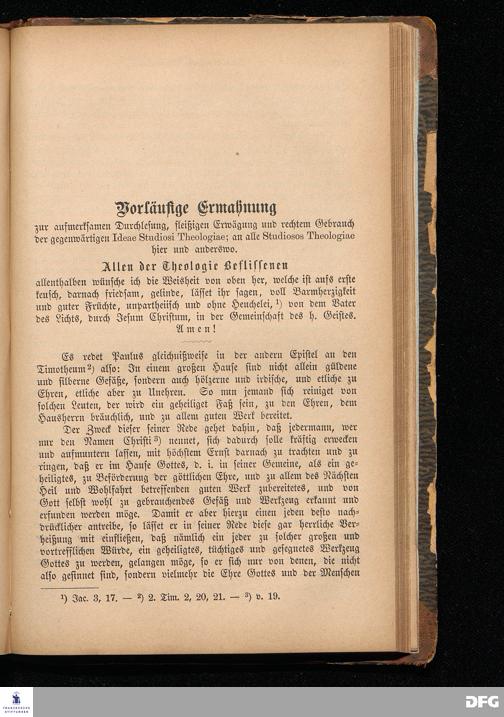 Vorläufige Ermahnung
zur aufmerksamen Durchlesung, fleißigen Erwägung und rechtem Gebrauch
der gegenwärtigen Ideae Studiosi Theologiae; an alle Studiosos Theologiae
hier und anderswo.
Allen der Theologie Beflissenen
allenthalben wünsche ich die Weisheit von oben her, welche ist aufs erste
keusch, darnach friedsam, gelinde, lässet ihr sagen, voll Barmherzigkeit
und guter Früchte, unpartheiisch und ohne Heuchelei, ¹) von dem Vater
des Lichts, durch Jesum Christum, in der Gemeinschaft des h. Geistes.
Amen!
Es redet Paulus gleichnißweise in der andern Epistel an den
Timotheum²) also: In einem großen Hause sind nicht allein güldene
und silberne Gefäße, sondern auch hölzerne und irdische, und etliche zu
Ehren, etliche aber zu Unehren. So nun jemand sich reiniget von
solchen Leuten, der wird ein geheiliget Faß sein, zu den Ehren, dem
Hausherrn bräuchlich, und zu allem guten Werk bereitet.
Der Zweck dieser seiner Rede gehet dahin, daß jedermann, wer
nur den Namen Christi³) nennet, sich dadurch solle kräftig erwecken
und aufmuntern lassen, mit höchstem Ernst darnach zu trachten und zu
ringen, daß er im Hause Gottes, d. i. in seiner Gemeine, als ein ge-
heiligtes, zu Beförderung der göttlichen Ehre, und zu allem des Nächsten
Heil und Wohlfahrt betreffenden guten Werk zubereitetes, und von
Gott selbst wohl zu gebrauchendes Gefäß und Werkzeug erkannt und
erfunden werden möge. Damit er aber hierzu einen jeden desto nach-
drücklicher antreibe, so lässet er in seiner Rede diese gar herrliche Ver-
heißung mit einfließen, daß nämlich ein jeder zu solcher großen und
vortrefflichen Würde, ein geheiligtes, tüchtiges und gesegnetes Werkzeug
Gottes zu werden, gelangen möge, so er sich nur von denen, die nicht
also gesinnet sind, sondern vielmehr die Ehre Gottes und der Menschen
¹) Jac. 3, 17. — ²) 2. Tim. 2, 20, 21. — ³) v. 19.
FRANCKESCHE
STIFTUNGEN
DFG